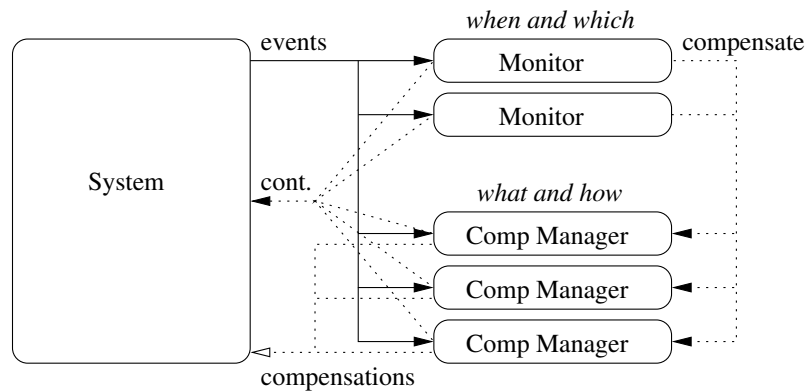 when and which
events
compensate
Monitor
Monitor
System
cont.
what and how
Comp Manager
Comp Manager
Comp Manager
compensations